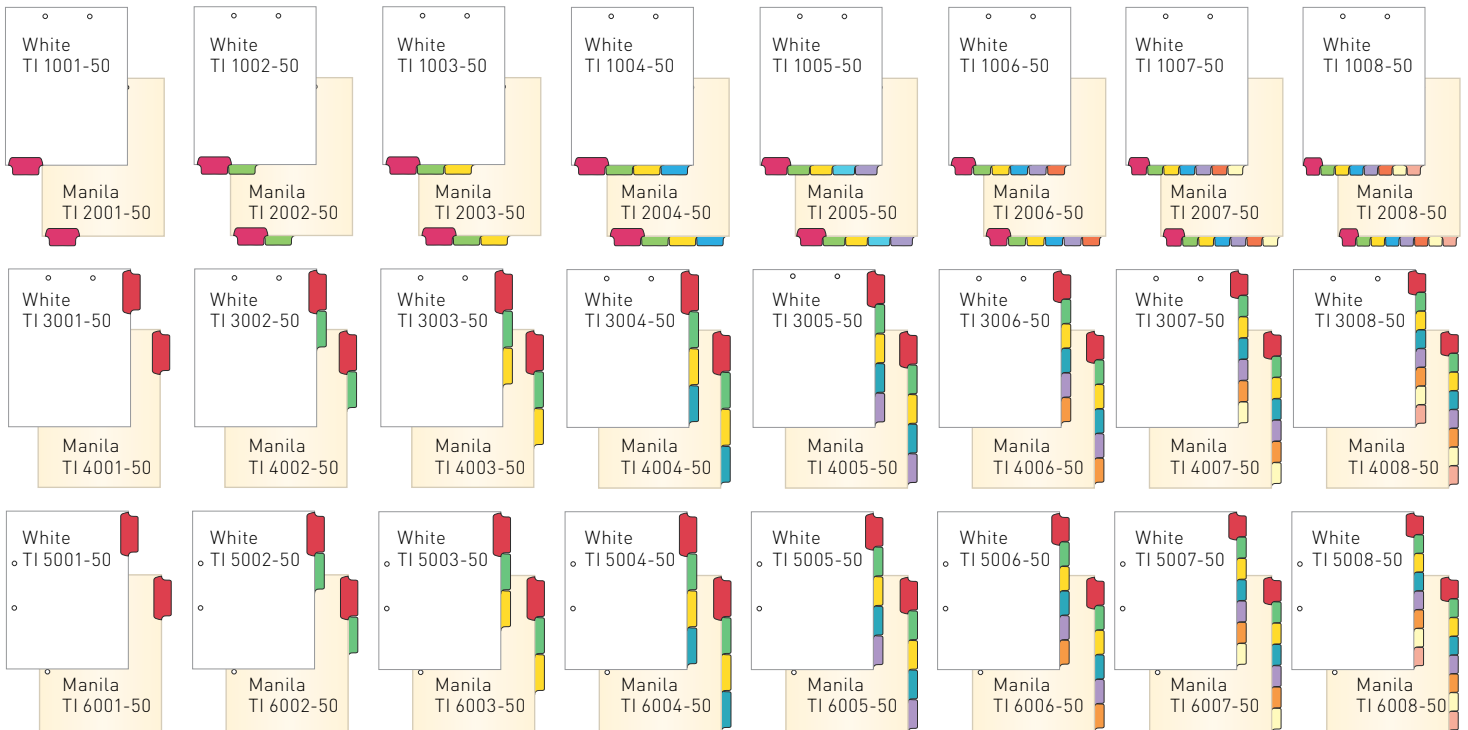 White
TI 1001-50
White
TI 1002-50
White
TI 1003-50
White
TI 1004-50
White
TI 1005-50
White
TI 1006-50
White
TI 1007-50
White
TI 1008-50
Manila
TI 2001-50
Manila
TI 2002-50
Manila
TI 2003-50
Manila
TI 2004-50
Manila
TI 2005-50
Manila
TI 2006-50
Manila
TI 2007-50
Manila
TI 2008-50
White
TI 3001-50
White
TI 3002-50
White
TI 3003-50
White
TI 3004-50
White
TI 3005-50
White
TI 3006-50
White
TI 3007-50
White
TI 3008-50
Manila
TI 4001-50
Manila
TI 4002-50
Manila
TI 4003-50
Manila
TI 4004-50
Manila
TI 4005-50
Manila
TI 4006-50
Manila
TI 4007-50
Manila
TI 4008-50
White
TI 5001-50
White
TI 5002-50
White
TI 5003-50
White
TI 5004-50
White
TI 5005-50
White
TI 5006-50
White
TI 5007-50
White
TI 5008-50
Manila
TI 6001-50
Manila
TI 6002-50
Manila
TI 6003-50
Manila
TI 6004-50
Manila
TI 6005-50
Manila
TI 6006-50
Manila
TI 6007-50
Manila
TI 6008-50